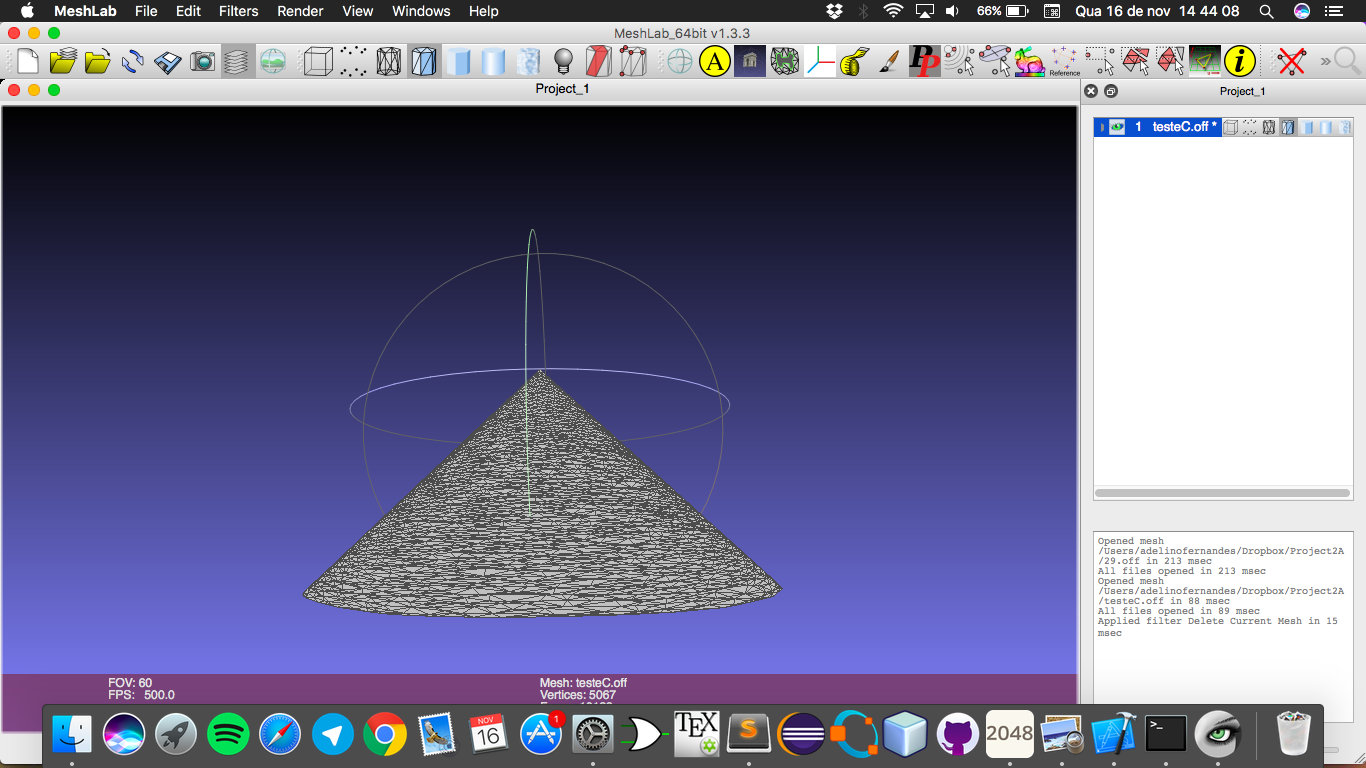 MeshLab File Edit Filters Render View Windows Help 66% Qua 16 de nov 14 44 08
MeshLab_64bit v1.3.3
A PP Reference i »
Project_1
Project_1
1 testeC.off *
Opened mesh
/Users/adelinofernandes/Dropbox/Project2A
/29.off in 213 msec
All files opened in 213 msec
Opened mesh
/Users/adelinofernandes/Dropbox/Project2A
/testeC.off in 88 msec
All files opened in 89 msec
Applied filter Delete Current Mesh in 15
msec
FOV: 60
FPS: 500.0
Mesh: testeC.off
Vertices: 5067
NOV
16
1
TEX
S
2048
>_